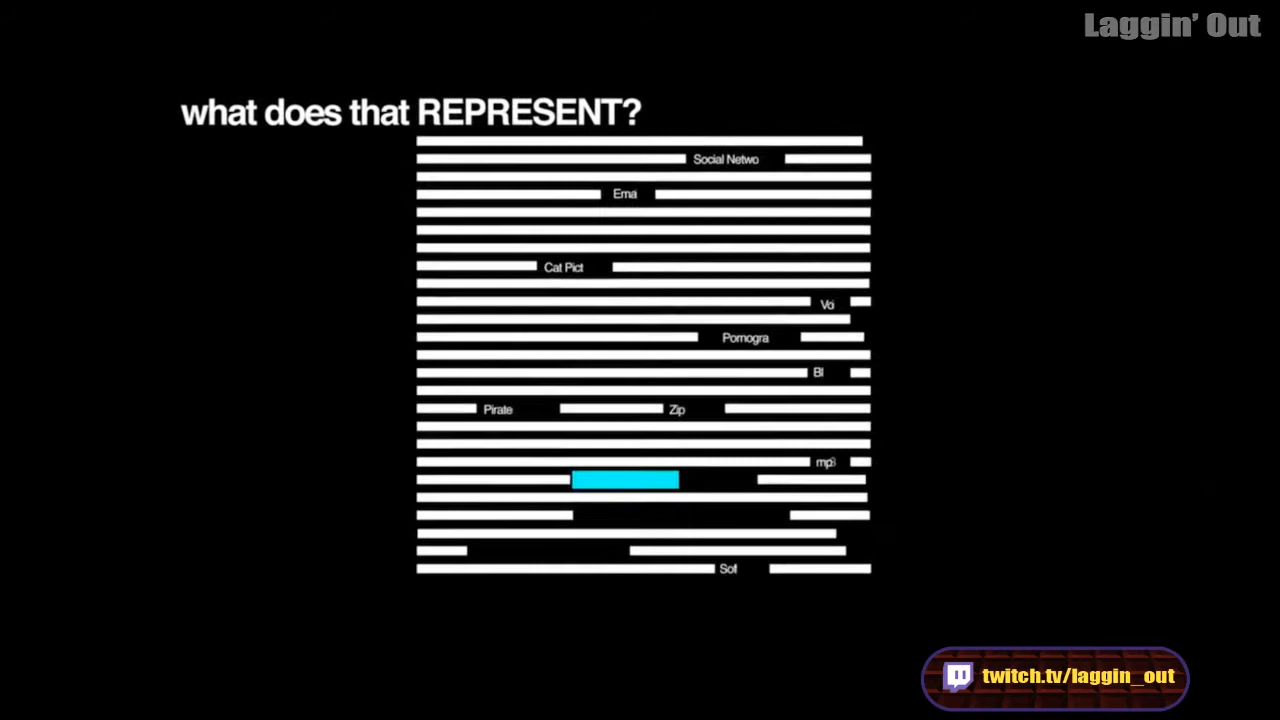 Laggin' Out
what does that REPRESENT?
Social Netwo
Ema
Cat Pict
Vo
Pornogra
Bl
Pirate Zip
mp3
Sof
twitch.tv/laggin_out